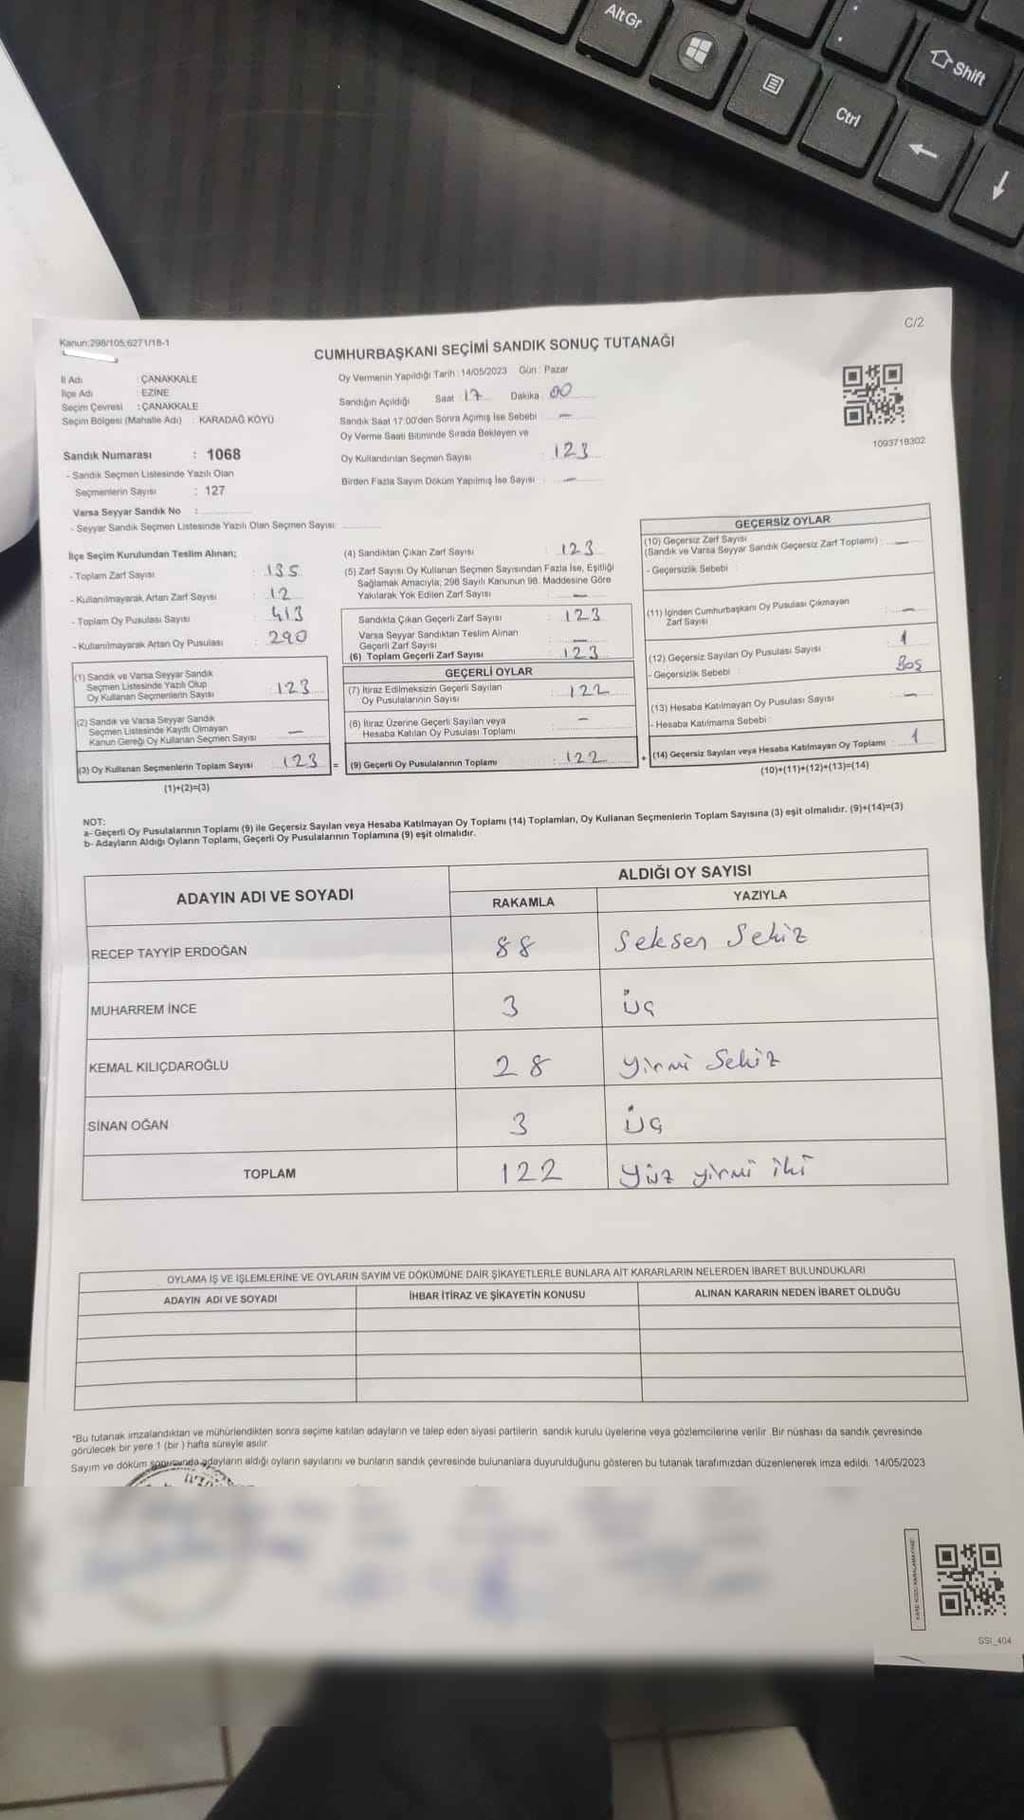 Alt Gr
Shift
Ctrl
C/2
Kanun:298/105;6271/18-1
CUMHURBAŞKANI SEÇİMİ SANDIK SONUÇ TUTANAĞI
İl Adı : ÇANAKKALE
İlçe Adı : EZİNE
Seçim Çevresi : ÇANAKKALE
Seçim Bölgesi (Mahalle Adı) : KARADAĞ KÖYÜ
Sandık Numarası : 1068
- Sandık Seçmen Listesinde Yazılı Olan
Seçmenlerin Sayısı : 127
Varsa Seyyar Sandık No :
- Seyyar Sandık Seçmen Listesinde Yazılı Olan Seçmen Sayısı:
Oy Vermenin Yapıldığı Tarih : 14/05/2023 Gün : Pazar
Sandığın Açıldığı Saat 17 Dakika 00
Sandık Saat 17:00'den Sonra Açımış İse Sebebi —
Oy Verme Saati Bitiminde Sırada Bekleyen ve
Oy Kullandırılan Seçmen Sayısı : 123
Birden Fazla Sayım Döküm Yapılmış İse Sayısı : —
1093718302
İlçe Seçim Kurulundan Teslim Alınan;
- Toplam Zarf Sayısı : 135
- Kullanılmayarak Artan Zarf Sayısı : 12
- Toplam Oy Pusulası Sayısı : 413
- Kullanılmayarak Artan Oy Pusulası : 290
(1) Sandık ve Varsa Seyyar Sandık
Seçmen Listesinde Yazılı Olup
Oy Kullanan Seçmenlerin Sayısı : 123
(2) Sandık ve Varsa Seyyar Sandık
Seçmen Listesinde Kayıtlı Olmayan
Kanun Gereği Oy Kullanan Seçmen Sayısı : —
(3) Oy Kullanan Seçmenlerin Toplam Sayısı : 123 =
(1)+(2)=(3)
(4) Sandıktan Çıkan Zarf Sayısı : 123
(5) Zarf Sayısı Oy Kullanan Seçmen Sayısından Fazla İse, Eşitliği
Sağlamak Amacıyla; 298 Sayılı Kanunun 98. Maddesine Göre
Yakılarak Yok Edilen Zarf Sayısı : —
Sandıkta Çıkan Geçerli Zarf Sayısı : 123
Varsa Seyyar Sandıktan Teslim Alınan
Geçerli Zarf Sayısı : —
(6) Toplam Geçerli Zarf Sayısı : 123
GEÇERLİ OYLAR
(7) İtiraz Edilmeksizin Geçerli Sayılan
Oy Pusulalarının Sayısı : 122
(8) İtiraz Üzerine Geçerli Sayılan veya
Hesaba Katılan Oy Pusulası Toplamı : —
(9) Geçerli Oy Pusulalarının Toplamı : 122 +
GEÇERSİZ OYLAR
(10) Geçersiz Zarf Sayısı
(Sandık ve Varsa Seyyar Sandık Geçersiz Zarf Toplamı) : —
- Geçersizlik Sebebi :
(11) İçinden Cumhurbaşkanı Oy Pusulası Çıkmayan
Zarf Sayısı : —
(12) Geçersiz Sayılan Oy Pusulası Sayısı : 1
- Geçersizlik Sebebi : Boş
(13) Hesaba Katılmayan Oy Pusulası Sayısı : —
- Hesaba Katılmama Sebebi :
(14) Geçersiz Sayılan veya Hesaba Katılmayan Oy Toplamı : 1
(10)+(11)+(12)+(13)=(14)
NOT:
a- Geçerli Oy Pusulalarının Toplamı (9) ile Geçersiz Sayılan veya Hesaba Katılmayan Oy Toplamı (14) Toplamları, Oy Kullanan Seçmenlerin Toplam Sayısına (3) eşit olmalıdır. (9)+(14)=(3)
b- Adayların Aldığı Oyların Toplamı, Geçerli Oy Pusulalarının Toplamına (9) eşit olmalıdır.
ADAYIN ADI VE SOYADI
ALDIĞI OY SAYISI
RAKAMLA YAZIYLA
RECEP TAYYİP ERDOĞAN 88 Seksen Sekiz
MUHARREM İNCE 3 Üç
KEMAL KILIÇDAROĞLU 28 Yirmi Sekiz
SİNAN OĞAN 3 Üç
TOPLAM 122 Yüz yirmi iki
OYLAMA İŞ VE İŞLEMLERİNE VE OYLARIN SAYIM VE DÖKÜMÜNE DAİR ŞİKAYETLERLE BUNLARA AİT KARARLARIN NELERDEN İBARET BULUNDUKLARI
ADAYIN ADI VE SOYADI İHBAR İTİRAZ VE ŞİKAYETİN KONUSU ALINAN KARARIN NEDEN İBARET OLDUĞU
*Bu tutanak imzalandıktan ve mühürlendikten sonra seçime katılan adayların ve talep eden siyasi partilerin sandık kurulu üyelerine veya gözlemcilerine verilir. Bir nüshası da sandık çevresinde
görülecek bir yere 1 (bir) hafta süreyle asılır.
Sayım ve döküm sonucunda adayların aldığı oyların sayılarını ve bunların sandık çevresinde bulunanlara duyurulduğunu gösteren bu tutanak tarafımızdan düzenlenerek imza edildi. 14/05/2023
SSI_404